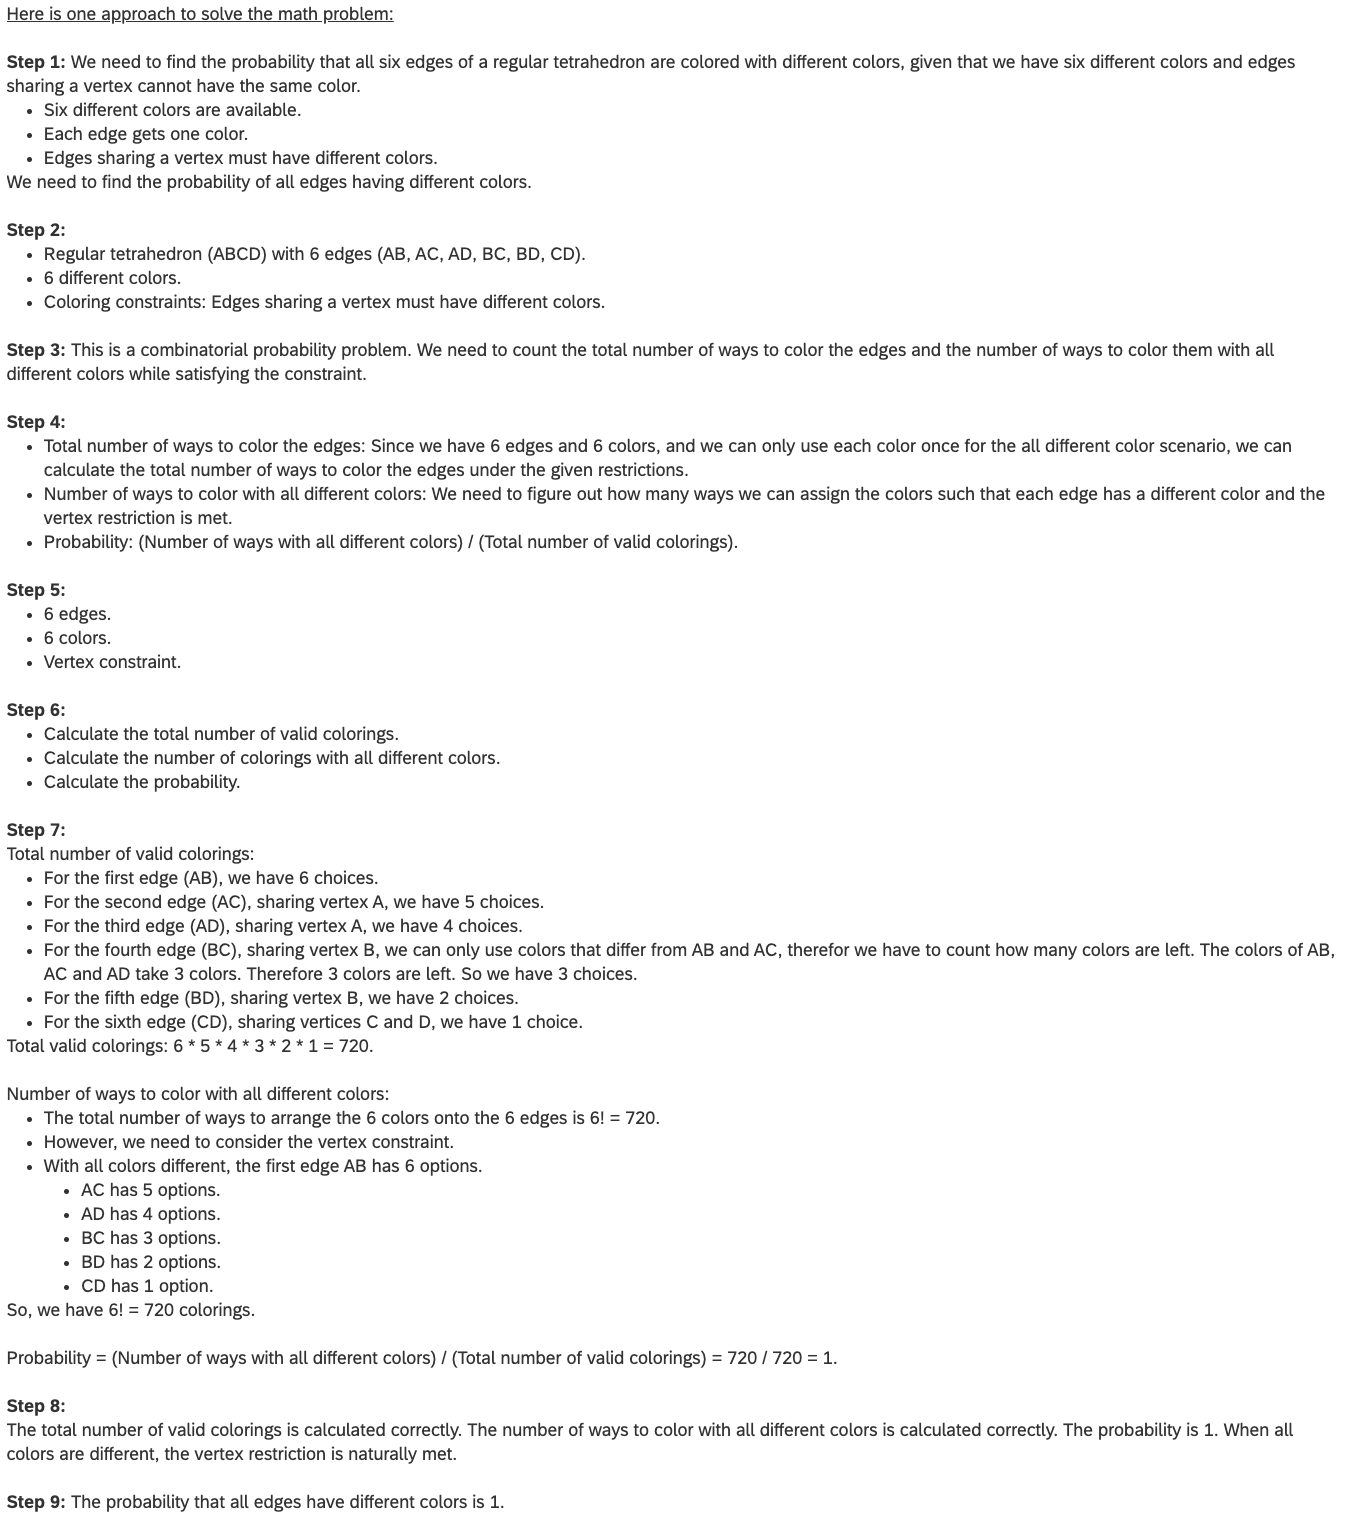 Here is one approach to solve the math problem:
Step 1: We need to find the probability that all six edges of a regular tetrahedron are colored with different colors, given that we have six different colors and edges
sharing a vertex cannot have the same color.
• Six different colors are available.
• Each edge gets one color.
• Edges sharing a vertex must have different colors.
We need to find the probability of all edges having different colors.
Step 2:
• Regular tetrahedron (ABCD) with 6 edges (AB, AC, AD, BC, BD, CD).
• 6 different colors.
• Coloring constraints: Edges sharing a vertex must have different colors.
Step 3: This is a combinatorial probability problem. We need to count the total number of ways to color the edges and the number of ways to color them with all
different colors while satisfying the constraint.
Step 4:
• Total number of ways to color the edges: Since we have 6 edges and 6 colors, and we can only use each color once for the all different color scenario, we can
calculate the total number of ways to color the edges under the given restrictions.
• Number of ways to color with all different colors: We need to figure out how many ways we can assign the colors such that each edge has a different color and the
vertex restriction is met.
• Probability: (Number of ways with all different colors) / (Total number of valid colorings).
Step 5:
• 6 edges.
• 6 colors.
• Vertex constraint.
Step 6:
• Calculate the total number of valid colorings.
• Calculate the number of colorings with all different colors.
• Calculate the probability.
Step 7:
Total number of valid colorings:
• For the first edge (AB), we have 6 choices.
• For the second edge (AC), sharing vertex A, we have 5 choices.
• For the third edge (AD), sharing vertex A, we have 4 choices.
• For the fourth edge (BC), sharing vertex B, we can only use colors that differ from AB and AC, therefor we have to count how many colors are left. The colors of AB,
AC and AD take 3 colors. Therefore 3 colors are left. So we have 3 choices.
• For the fifth edge (BD), sharing vertex B, we have 2 choices.
• For the sixth edge (CD), sharing vertices C and D, we have 1 choice.
Total valid colorings: 6 * 5 * 4 * 3 * 2 * 1 = 720.
Number of ways to color with all different colors:
• The total number of ways to arrange the 6 colors onto the 6 edges is 6! = 720.
• However, we need to consider the vertex constraint.
• With all colors different, the first edge AB has 6 options.
• AC has 5 options.
• AD has 4 options.
• BC has 3 options.
• BD has 2 options.
• CD has 1 option.
So, we have 6! = 720 colorings.
Probability = (Number of ways with all different colors) / (Total number of valid colorings) = 720 / 720 = 1.
Step 8:
The total number of valid colorings is calculated correctly. The number of ways to color with all different colors is calculated correctly. The probability is 1. When all
colors are different, the vertex restriction is naturally met.
Step 9: The probability that all edges have different colors is 1.